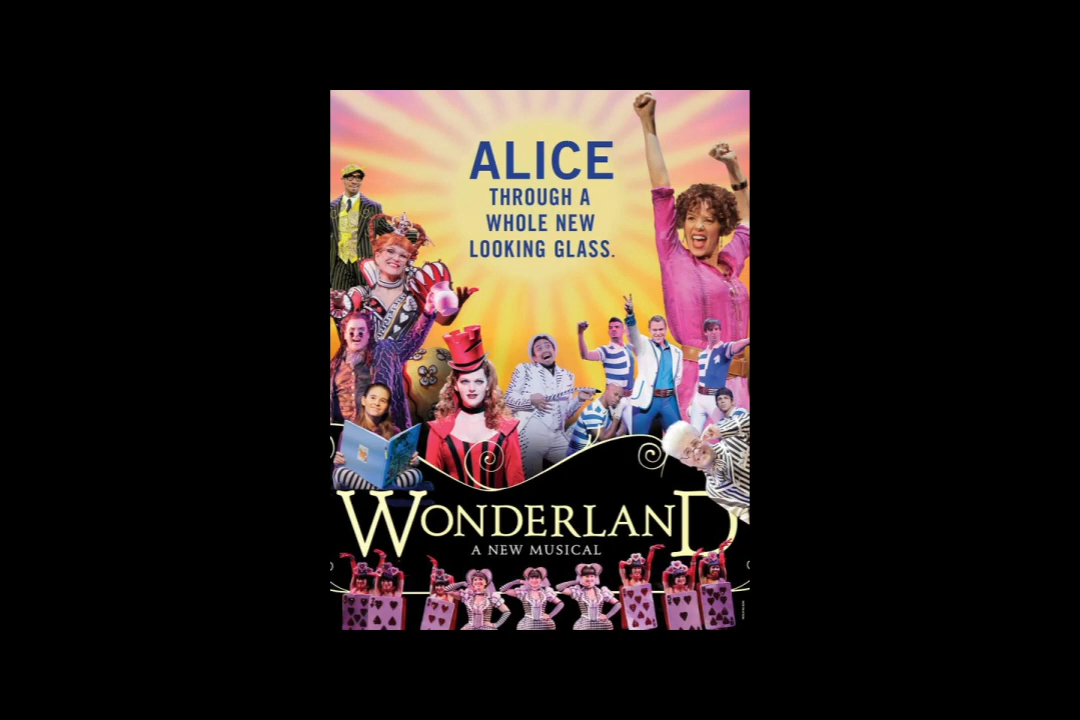 ALICE
THROUGH A
WHOLE NEW
LOOKING GLASS.
WONDERLAND
A NEW MUSICAL